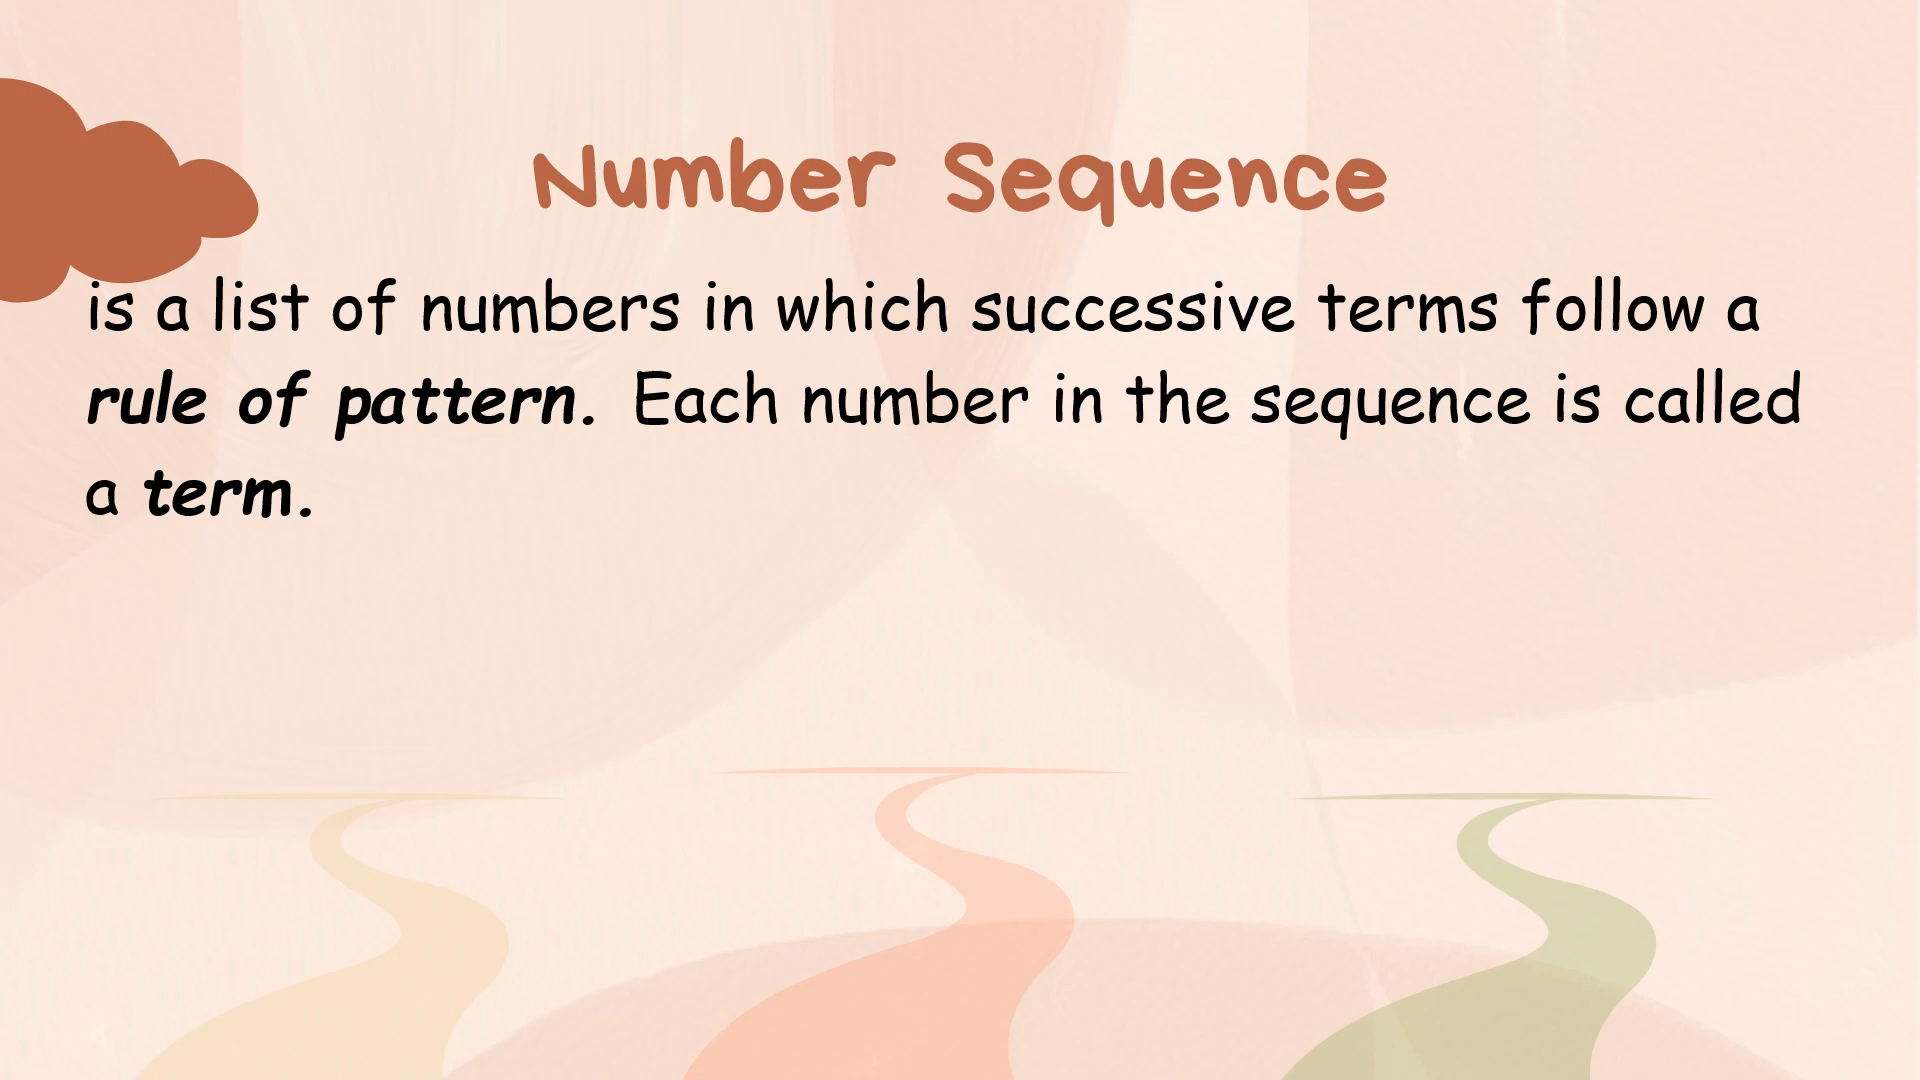 Number Sequence
is a list of numbers in which successive terms follow a
rule of pattern. Each number in the sequence is called
a term.